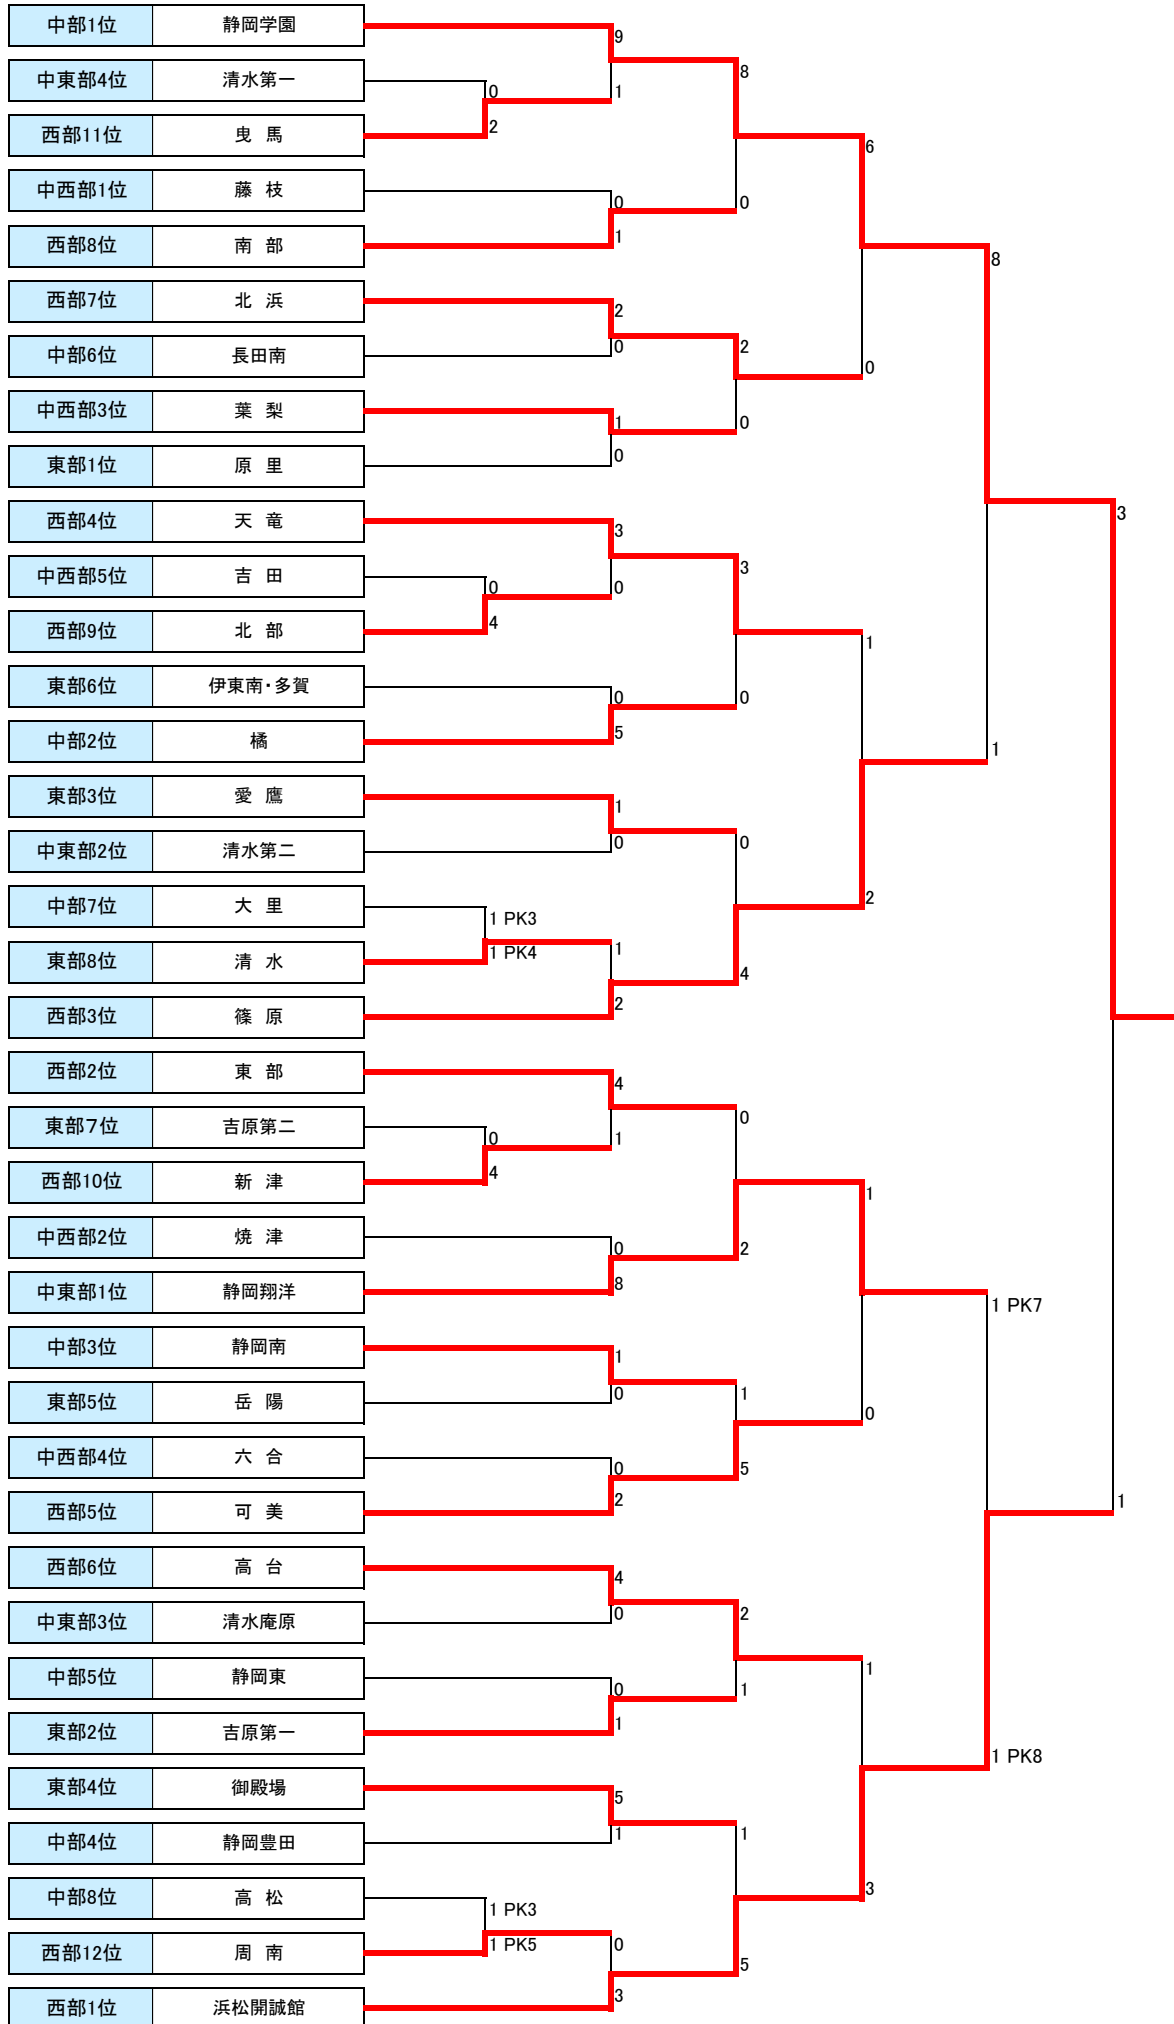 中部1位 静岡学園
9
8
中東部4位 清水第一
0
1
西部11位 曳 馬
2
6
中西部1位 藤 枝
0
0
西部8位 南 部
1
8
西部7位 北 浜
2
2
中部6位 長田南
0
0
中西部3位 葉 梨
1
0
東部1位 原 里
0
西部4位 天 竜
3
3
3
中西部5位 吉 田
0
0
西部9位 北 部
4
1
東部6位 伊東南・多賀
0
0
中部2位 橘
5
1
東部3位 愛 鷹
1
0
中東部2位 清水第二
0
2
中部7位 大 里
1 PK3
東部8位 清 水
1 PK4
1
4
西部3位 篠 原
2
西部2位 東 部
4
0
東部7位 吉原第二
0
1
西部10位 新 津
4
1
中西部2位 焼 津
0
2
中東部1位 静岡翔洋
8
1 PK7
中部3位 静岡南
1
1
東部5位 岳 陽
0
0
中西部4位 六 合
0
5
西部5位 可 美
2
1
西部6位 高 台
4
2
中東部3位 清水庵原
0
1
中部5位 静岡東
0
1
東部2位 吉原第一
1
1 PK8
東部4位 御殿場
5
1
中部4位 静岡豊田
1
3
中部8位 高 松
1 PK3
西部12位 周 南
1 PK5
0
5
西部1位 浜松開誠館
3